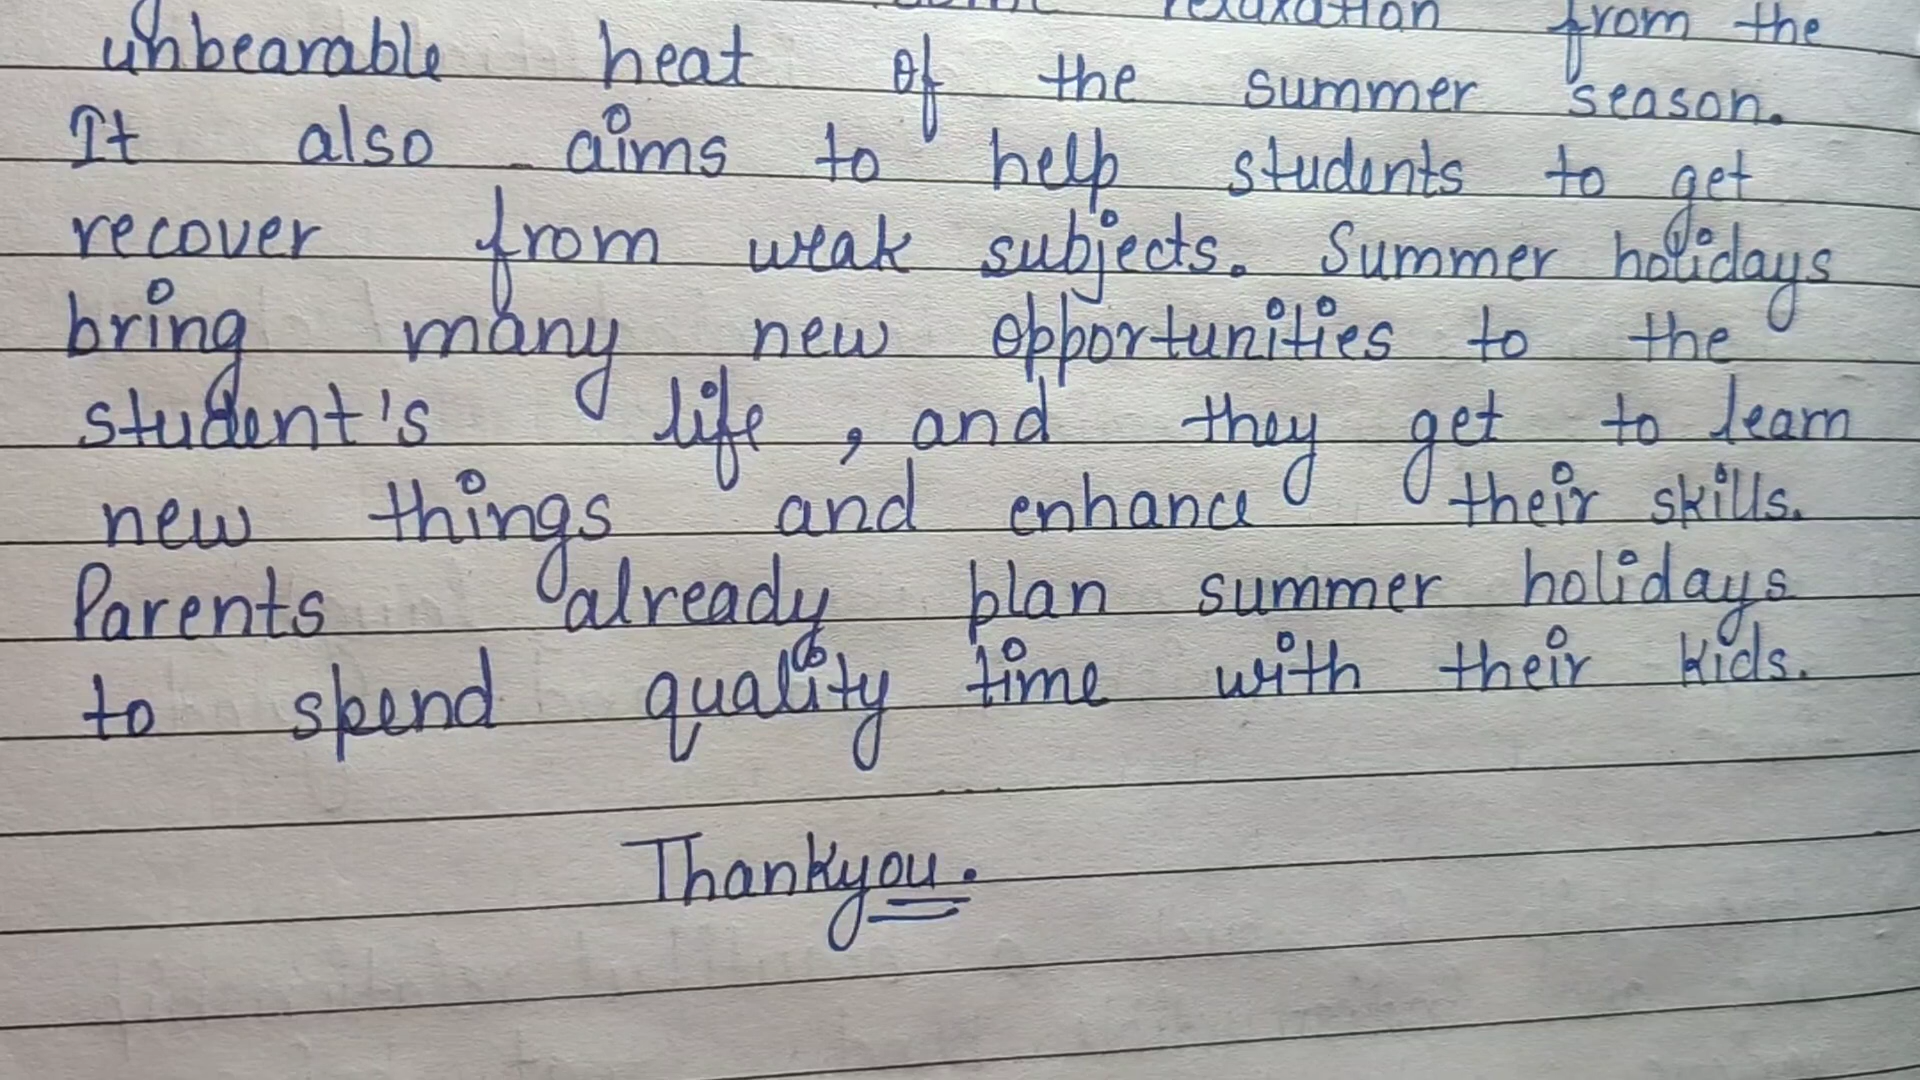 relaxation from the
unbearable heat of the summer season.
It also aims to help students to get
recover from weak subjects. Summer holidays
bring many new opportunities to the
student's life, and they get to learn
new things and enhance their skills.
Parents already plan summer holidays
to spend quality time with their kids.
Thankyou.